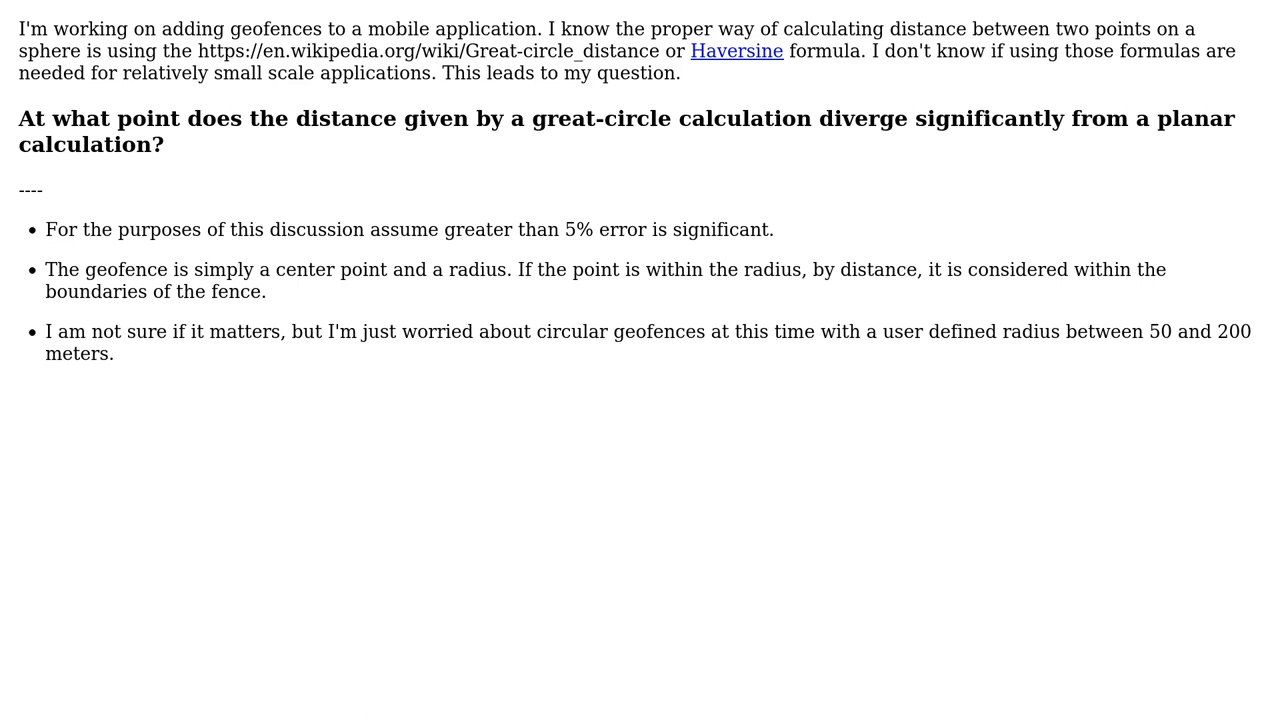 I'm working on adding geofences to a mobile application. I know the proper way of calculating distance between two points on a
sphere is using the https://en.wikipedia.org/wiki/Great-circle_distance or Haversine formula. I don't know if using those formulas are
needed for relatively small scale applications. This leads to my question.
At what point does the distance given by a great-circle calculation diverge significantly from a planar
calculation?
----
• For the purposes of this discussion assume greater than 5% error is significant.
• The geofence is simply a center point and a radius. If the point is within the radius, by distance, it is considered within the
boundaries of the fence.
• I am not sure if it matters, but I'm just worried about circular geofences at this time with a user defined radius between 50 and 200
meters.